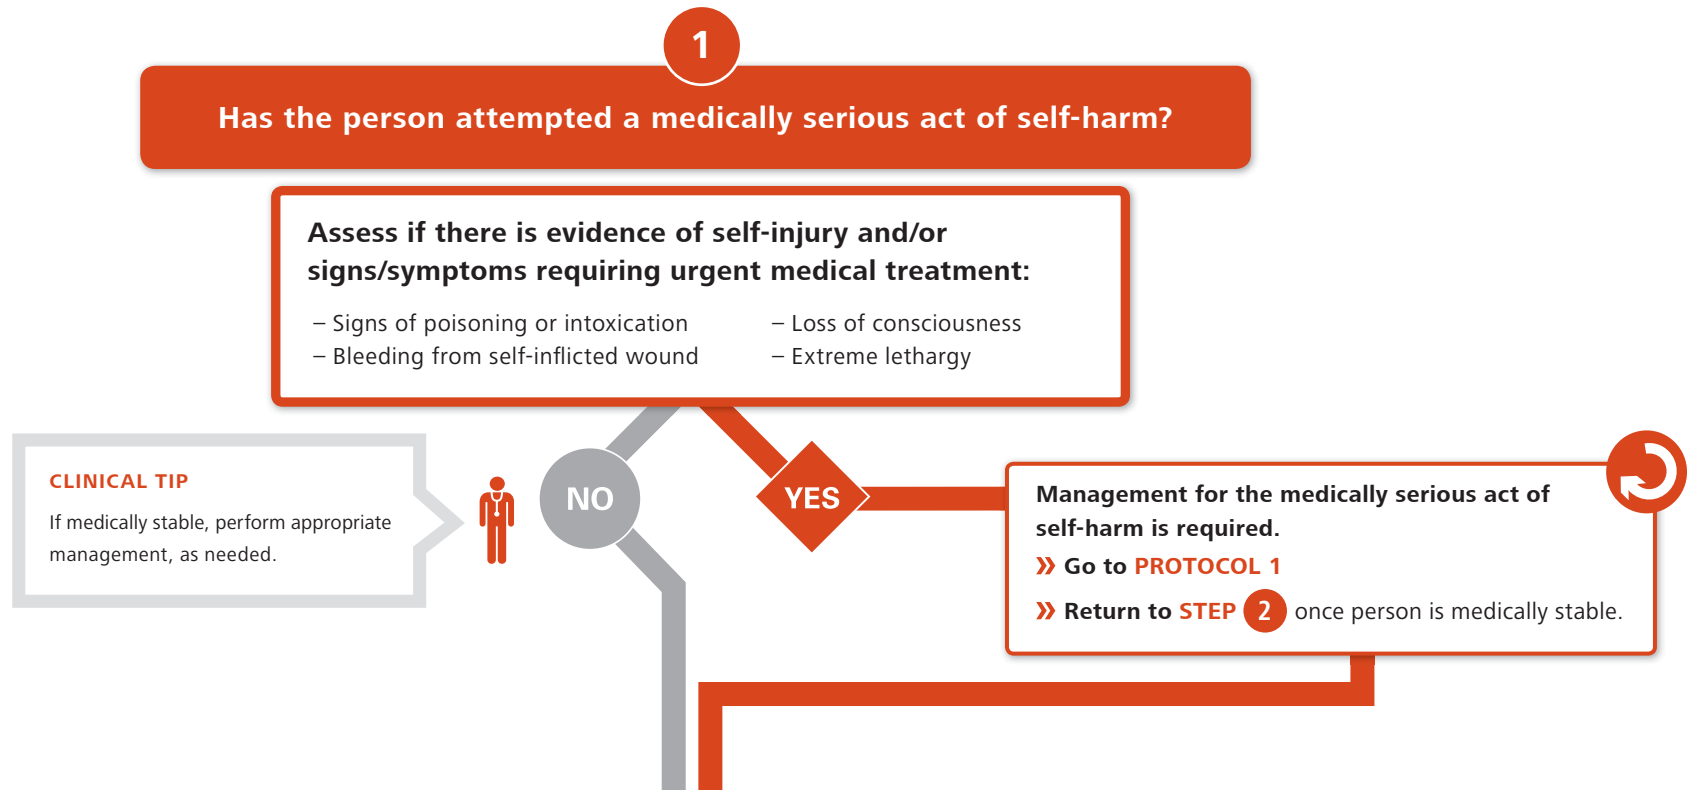 1
Has the person attempted a medically serious act of self-harm?
Assess if there is evidence of self-injury and/or
signs/symptoms requiring urgent medical treatment:
– Signs of poisoning or intoxication
– Bleeding from self-inflicted wound
– Loss of consciousness
– Extreme lethargy
CLINICAL TIP
If medically stable, perform appropriate
management, as needed.
NO
YES
Management for the medically serious act of
self-harm is required.
» Go to PROTOCOL 1
» Return to STEP 2 once person is medically stable.